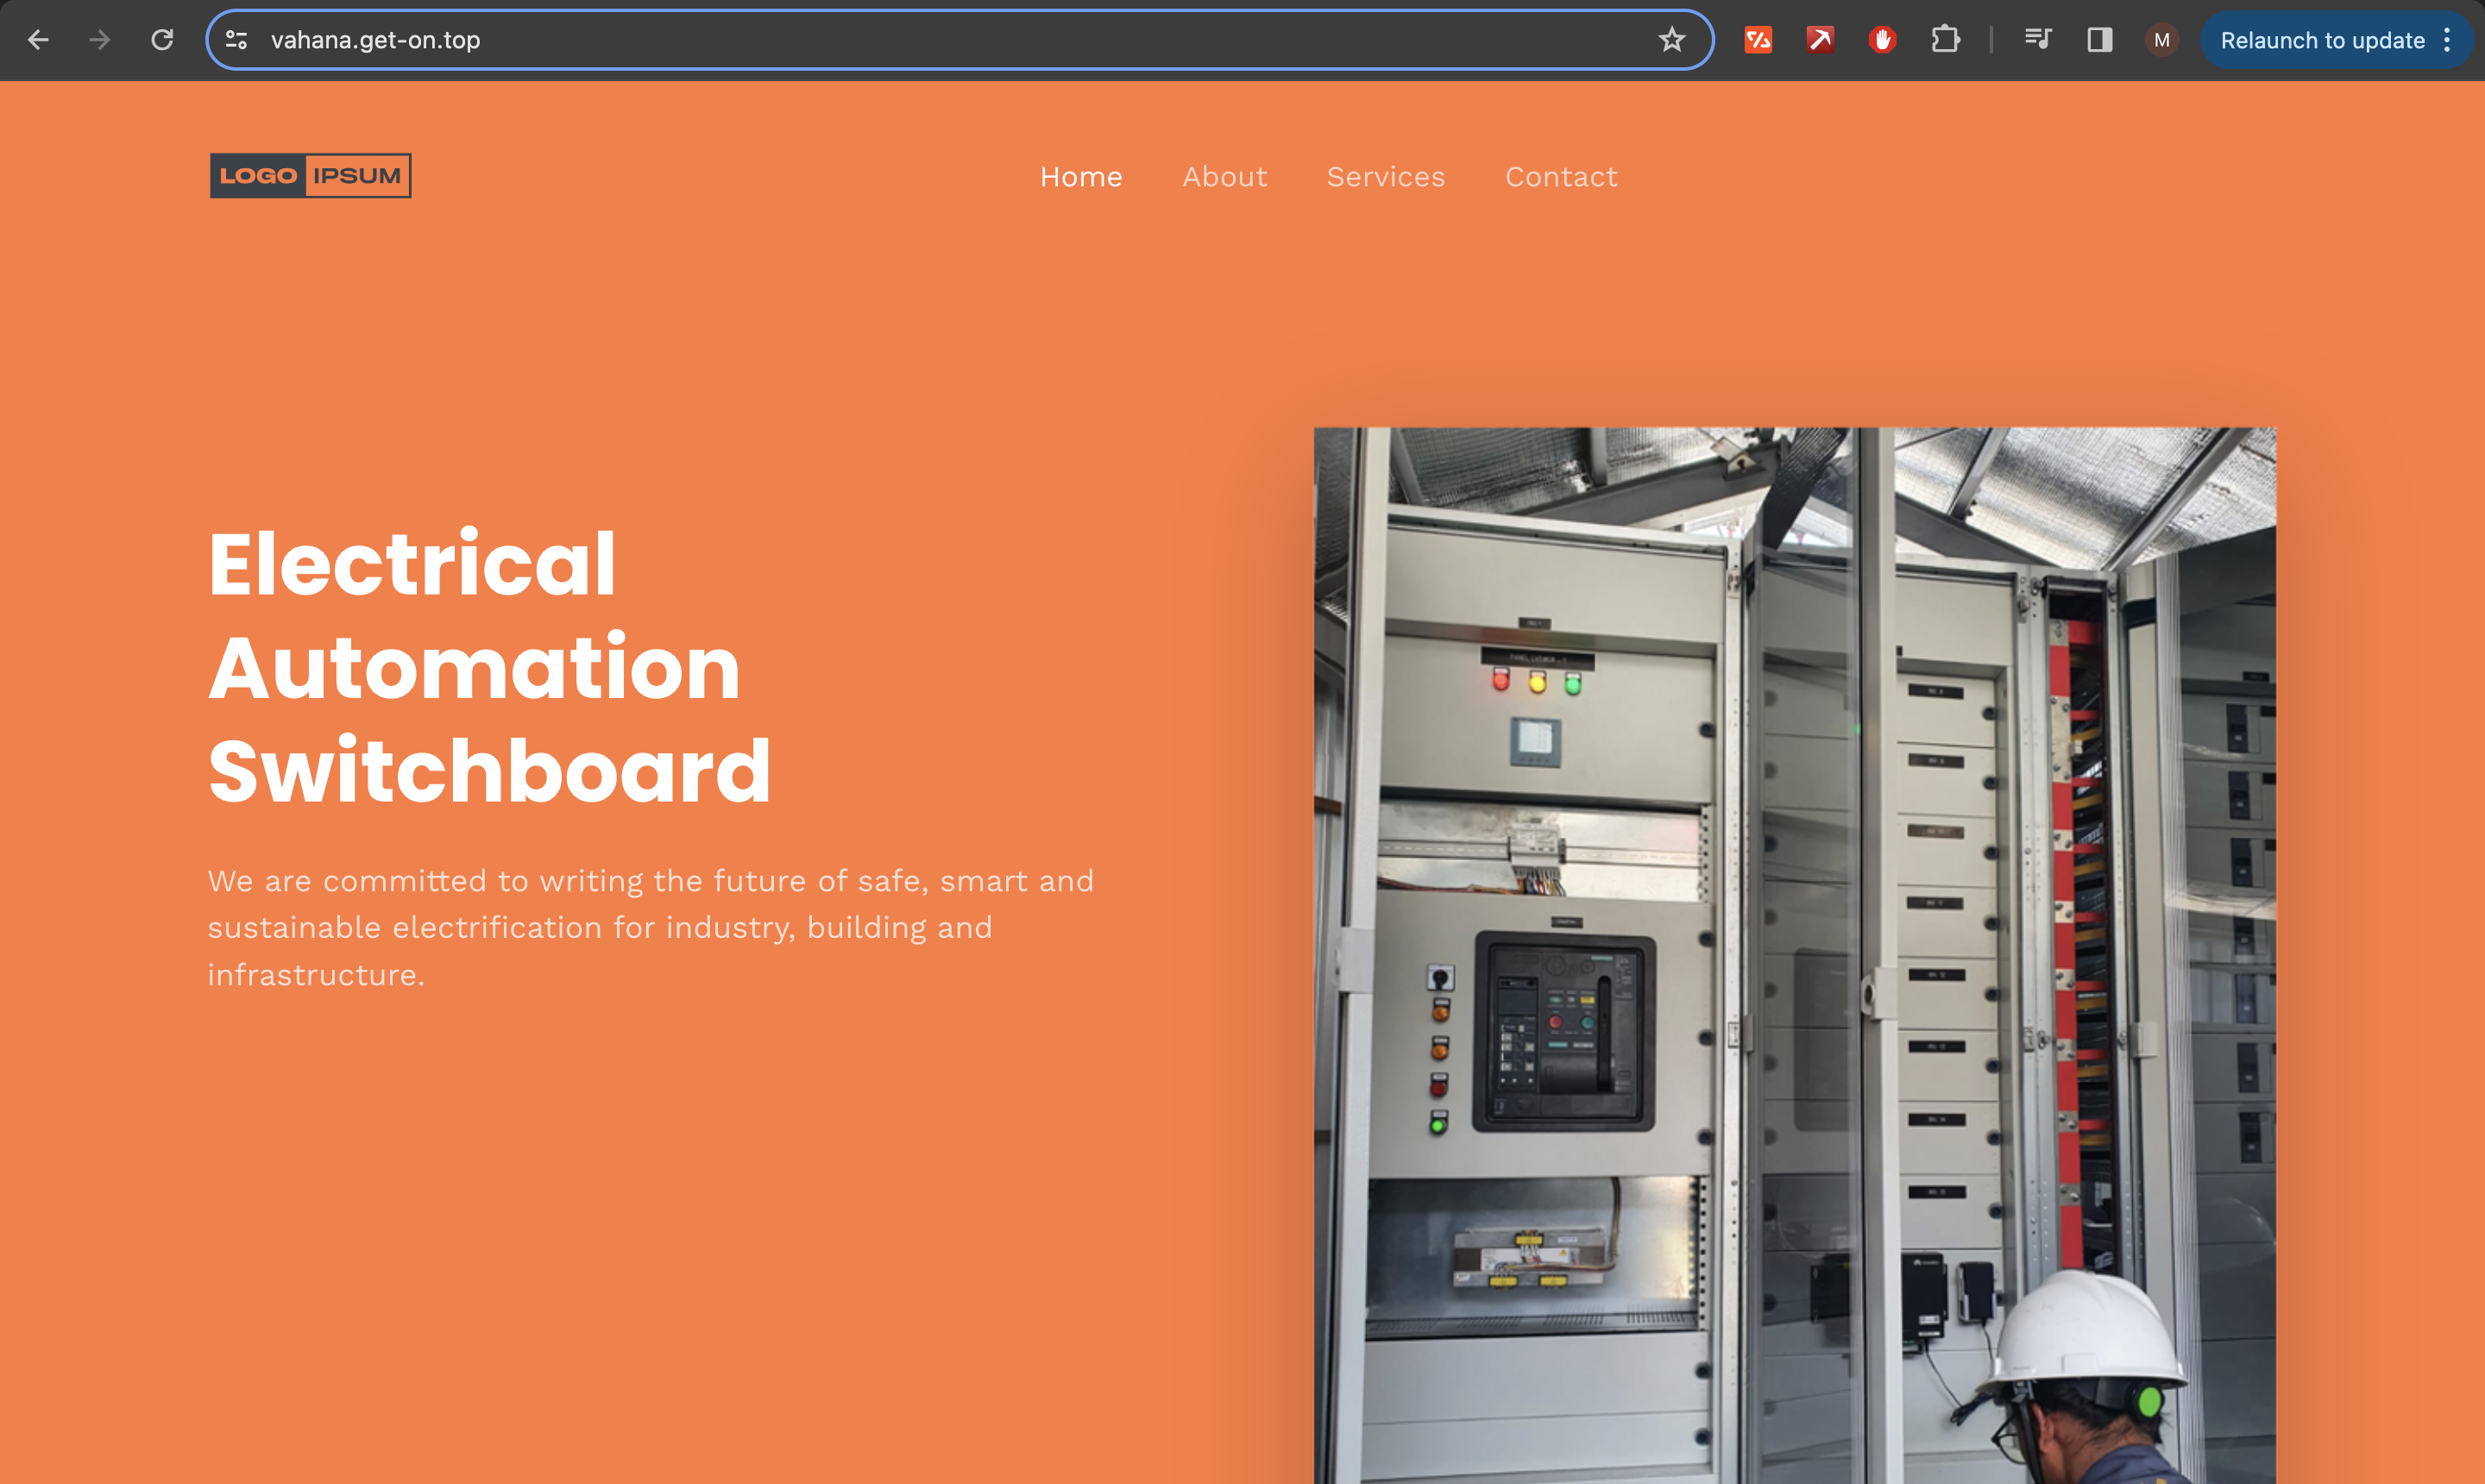 vahana.get-on.top
M
Relaunch to update
LOGO IPSUM
Home
About
Services
Contact
Electrical
Automation
Switchboard
We are committed to writing the future of safe, smart and
sustainable electrification for industry, building and
infrastructure.